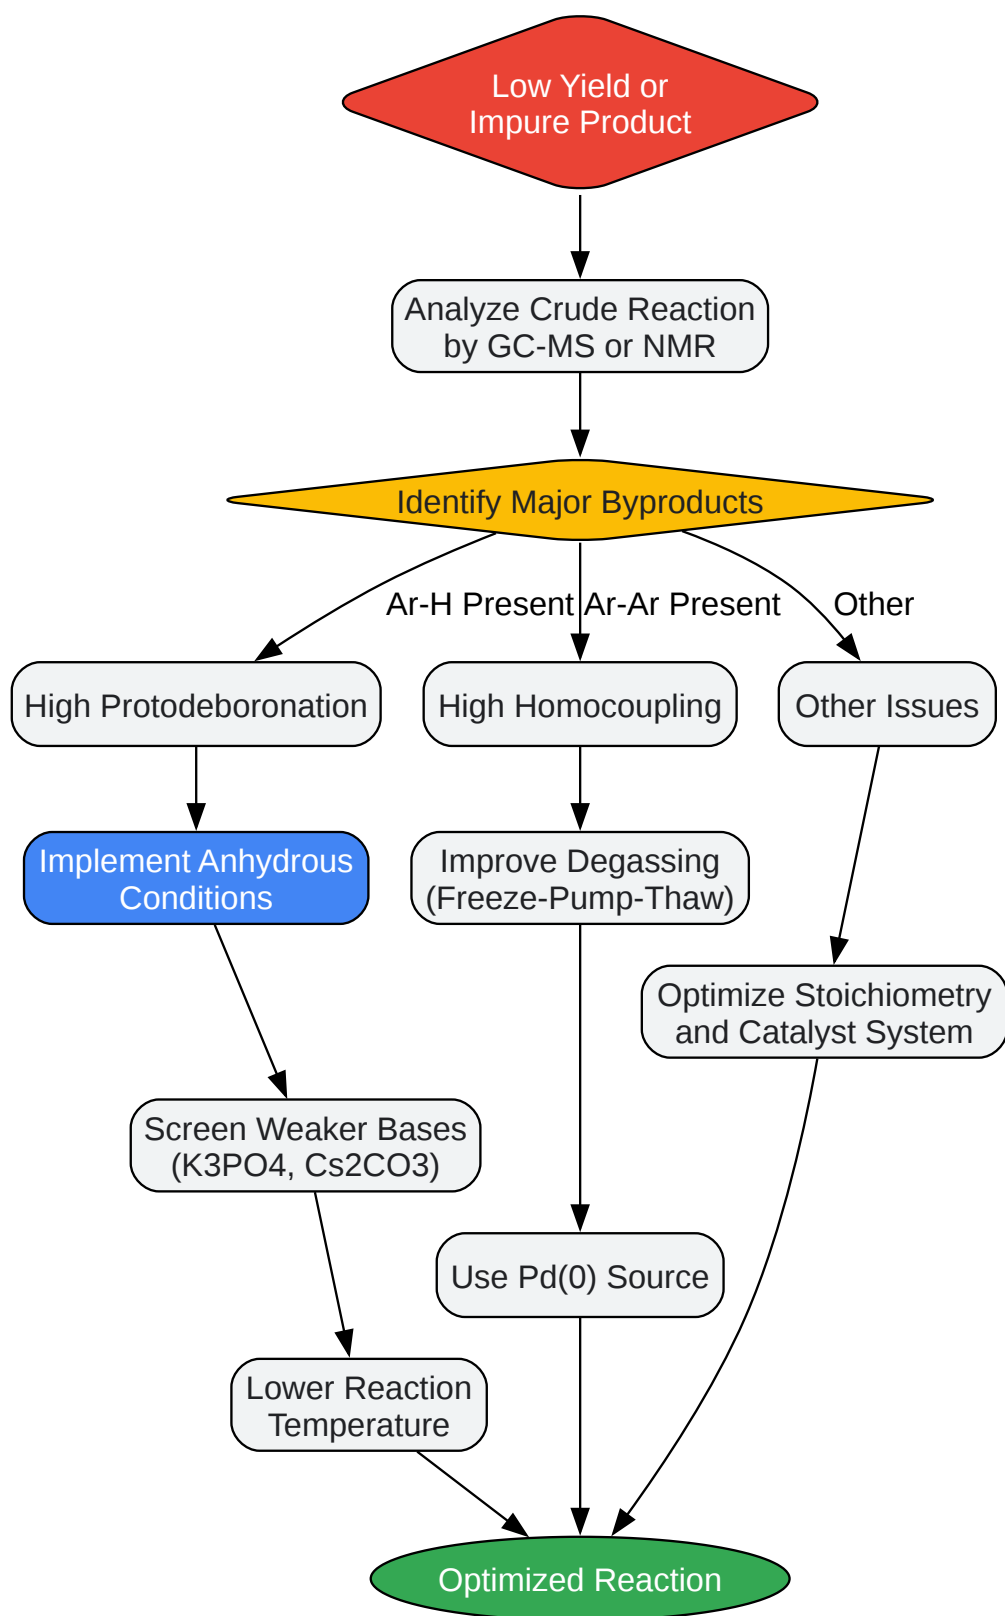 Low Yield or
Impure Product
Analyze Crude Reaction
by GC-MS or NMR
Identify Major Byproducts
Ar-H Present
Ar-Ar Present
Other
High Protodeboronation
High Homocoupling
Other Issues
Implement Anhydrous
Conditions
Improve Degassing
(Freeze-Pump-Thaw)
Optimize Stoichiometry
and Catalyst System
Screen Weaker Bases
(K3PO4, Cs2CO3)
Use Pd(0) Source
Lower Reaction
Temperature
Optimized Reaction